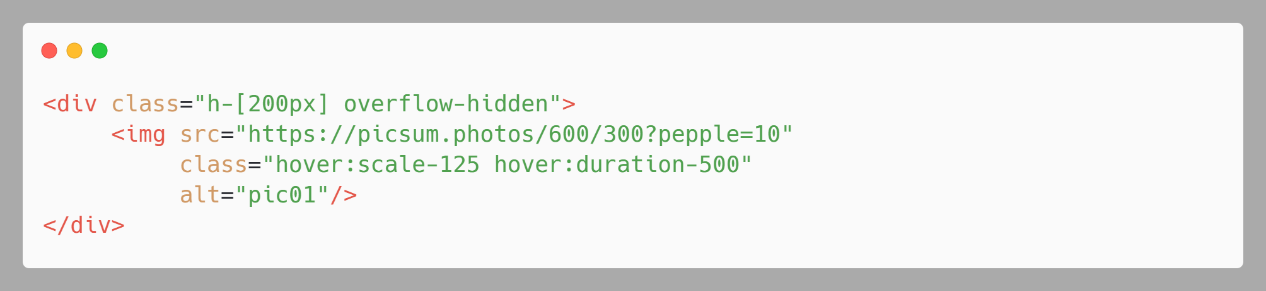 <div class="h-[200px] overflow-hidden">
<img src="https://picsum.photos/600/300?pepple=10"
class="hover:scale-125 hover:duration-500"
alt="pic01"/>
</div>